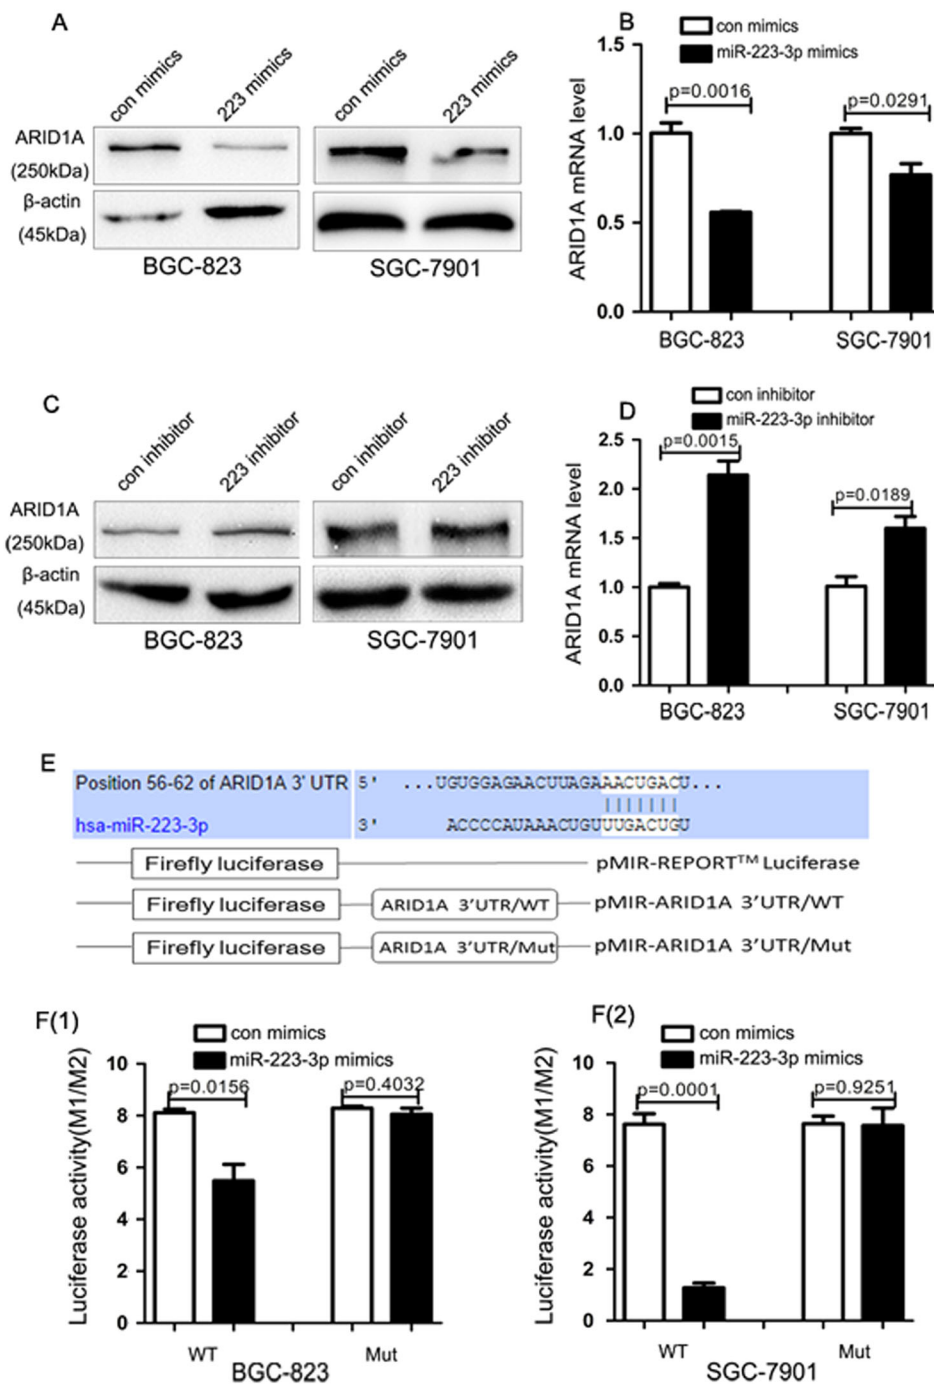 A
con mimics
223 mimics
con mimics
223 mimics
ARID1A
(250kDa)
β-actin
(45kDa)
BGC-823
SGC-7901
B
con mimics
miR-223-3p mimics
ARID1A mRNA level
1.5
1.0
0.5
0.0
p=0.0016
p=0.0291
BGC-823
SGC-7901
C
con inhibitor
223 inhibitor
con inhibitor
223 inhibitor
ARID1A
(250kDa)
β-actin
(45kDa)
BGC-823
SGC-7901
D
con inhibitor
miR-223-3p inhibitor
ARID1A mRNA level
2.5
2.0
1.5
1.0
0.5
0.0
p=0.0015
p=0.0189
BGC-823
SGC-7901
E
Position 56-62 of ARID1A 3' UTR 5' ...UGUGGAGAACUUAGAAACUGACU...
hsa-miR-223-3p 3' ACCCCAUAAACUGUUUGACUGU
Firefly luciferase pMIR-REPORT™ Luciferase
Firefly luciferase ARID1A 3'UTR/WT pMIR-ARID1A 3'UTR/WT
Firefly luciferase ARID1A 3'UTR/Mut pMIR-ARID1A 3'UTR/Mut
F(1)
con mimics
miR-223-3p mimics
Luciferase activity(M1/M2)
10
8
6
4
2
0
p=0.0156
p=0.4032
WT
Mut
BGC-823
F(2)
con mimics
miR-223-3p mimics
Luciferase activity(M1/M2)
10
8
6
4
2
0
p=0.0001
p=0.9251
WT
Mut
SGC-7901